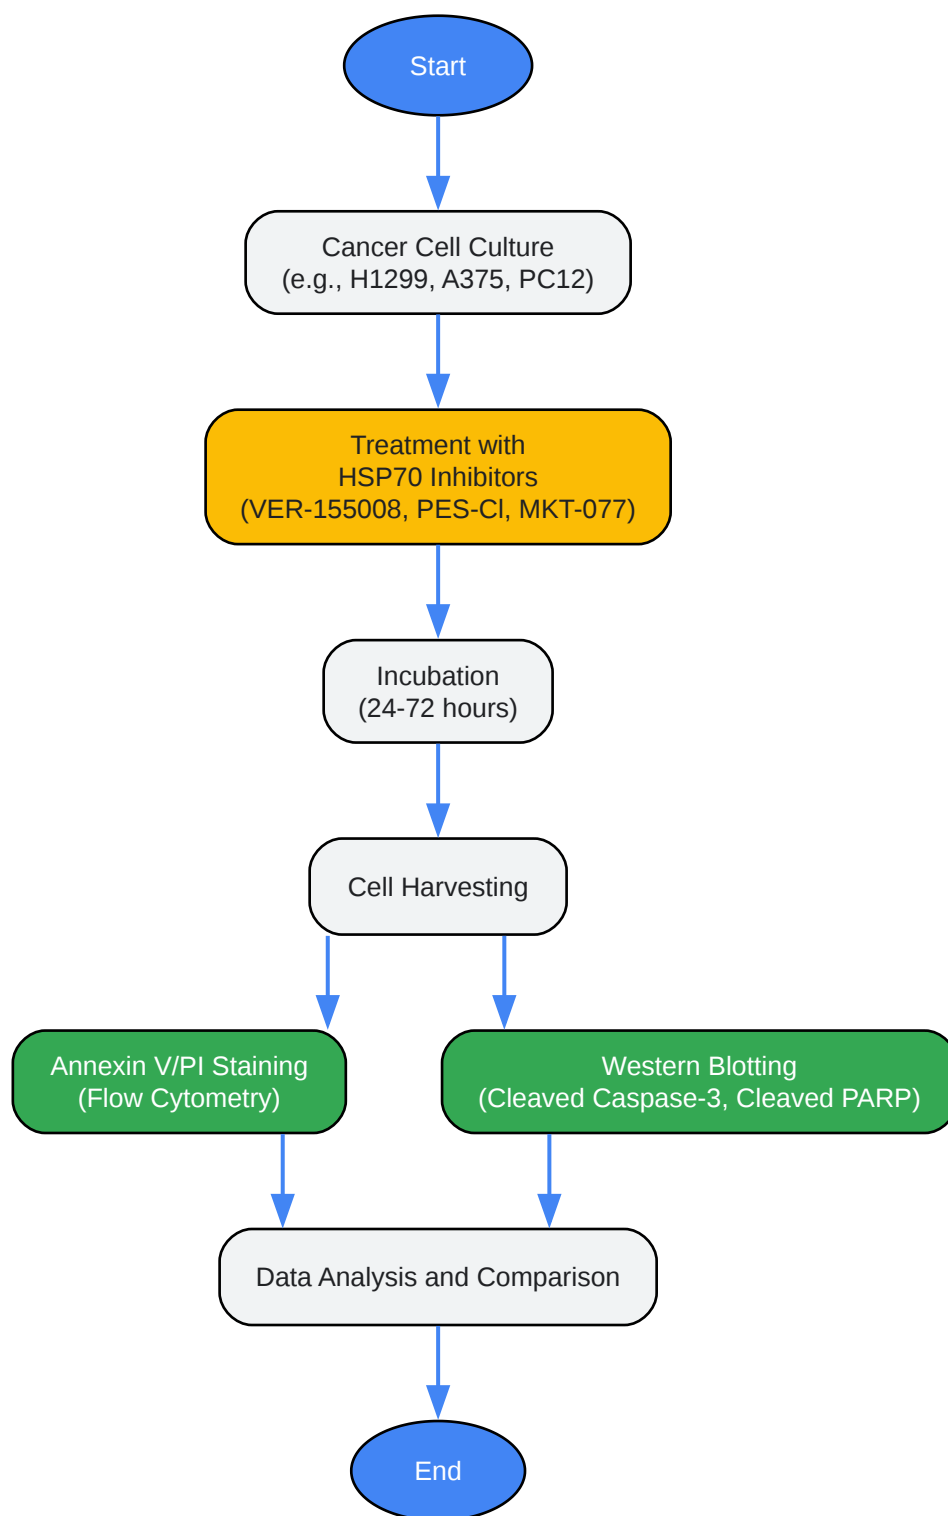 Start
Cancer Cell Culture
(e.g., H1299, A375, PC12)
Treatment with
HSP70 Inhibitors
(VER-155008, PES-Cl, MKT-077)
Incubation
(24-72 hours)
Cell Harvesting
Annexin V/PI Staining
(Flow Cytometry)
Western Blotting
(Cleaved Caspase-3, Cleaved PARP)
Data Analysis and Comparison
End